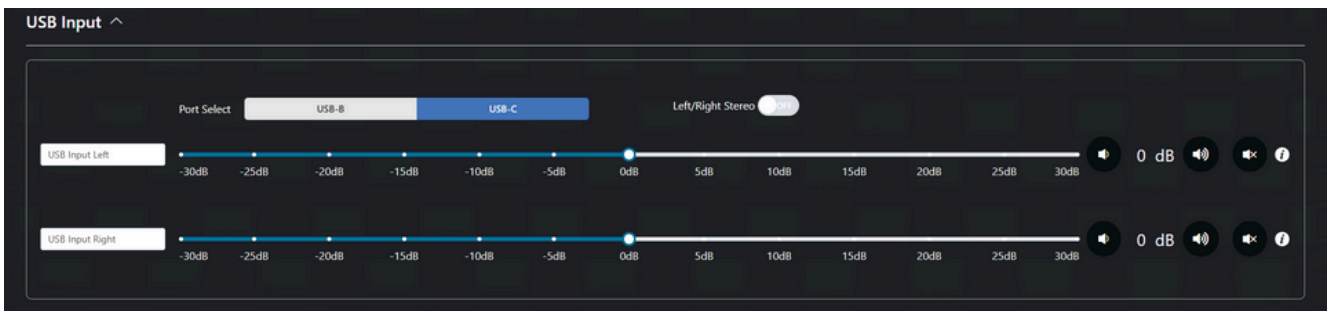 USB Input
Port Select USB-B USB-C Left/Right Stereo OFF
USB Input Left
0 dB
-30dB -25dB -20dB -15dB -10dB -5dB 0dB 5dB 10dB 15dB 20dB 25dB 30dB
USB Input Right
0 dB
-30dB -25dB -20dB -15dB -10dB -5dB 0dB 5dB 10dB 15dB 20dB 25dB 30dB